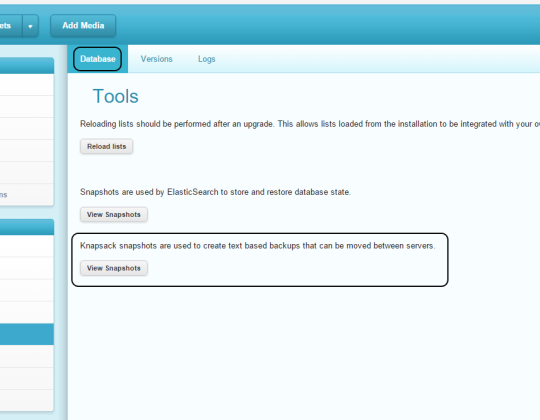 ets
Add Media
Database
Versions
Logs
Tools
Reloading lists should be performed after an upgrade. This allows lists loaded from the installation to be integrated with your
Reload lists
Snapshots are used by ElasticSearch to store and restore database state.
View Snapshots
ns
Knapsack snapshots are used to create text based backups that can be moved between servers.
View Snapshots